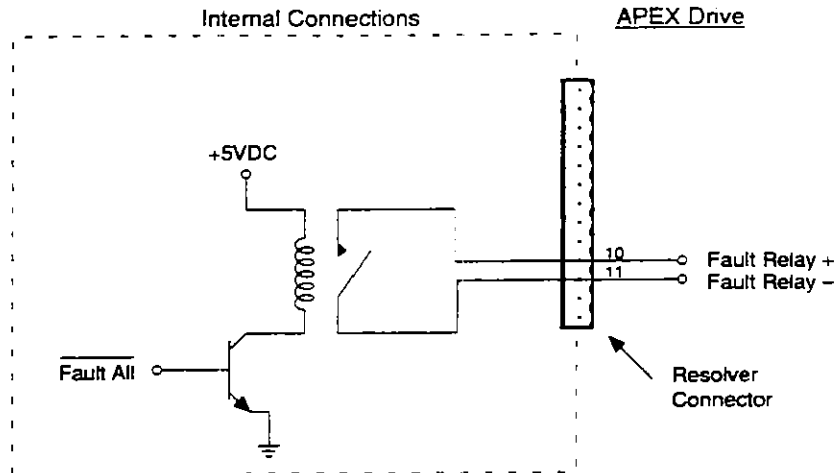 Internal Connections
APEX Drive
+5VDC
10
Fault Relay +
11
Fault Relay –
Fault All
Resolver
Connector